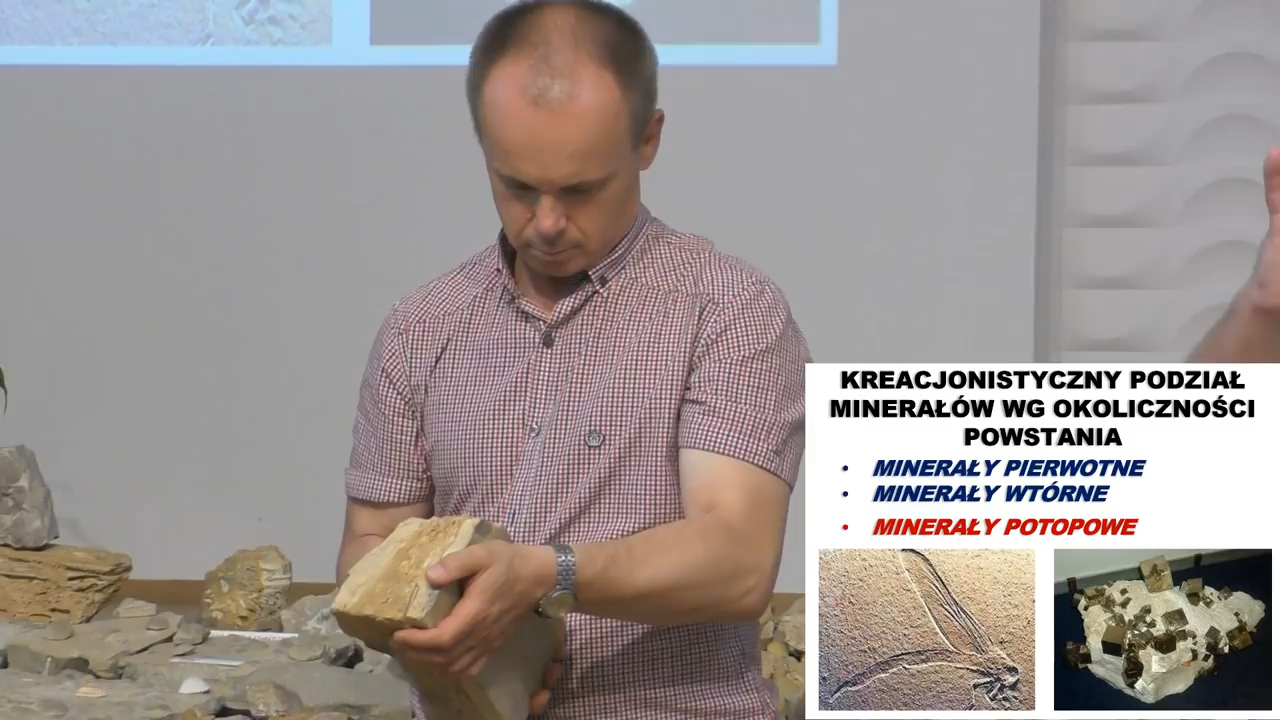 KREACJONISTYCZNY PODZIAŁ
MINERAŁÓW WG OKOLICZNOŚCI
POWSTANIA
• MINERAŁY PIERWOTNE
• MINERAŁY WTÓRNE
• MINERAŁY POTOPOWE